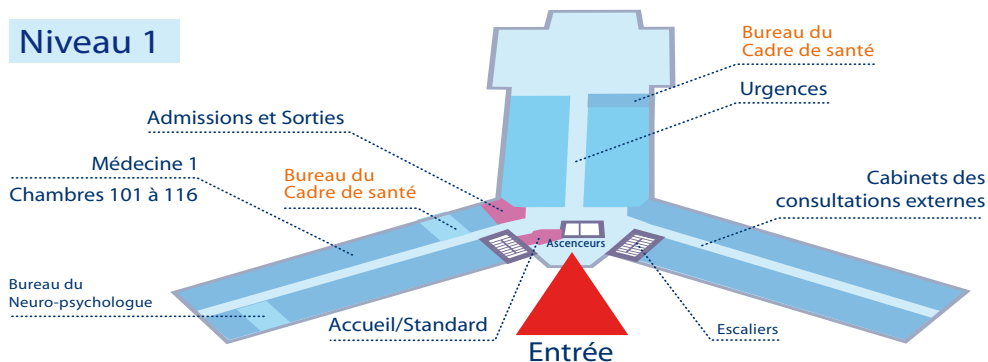 Niveau 1
Bureau du
Cadre de santé
Urgences
Admissions et Sorties
Médecine 1
Chambres 101 à 116
Bureau du
Cadre de santé
Cabinets des
consultations externes
Ascenceurs
Bureau du
Neuro-psychologue
Accueil/Standard
Escaliers
Entrée